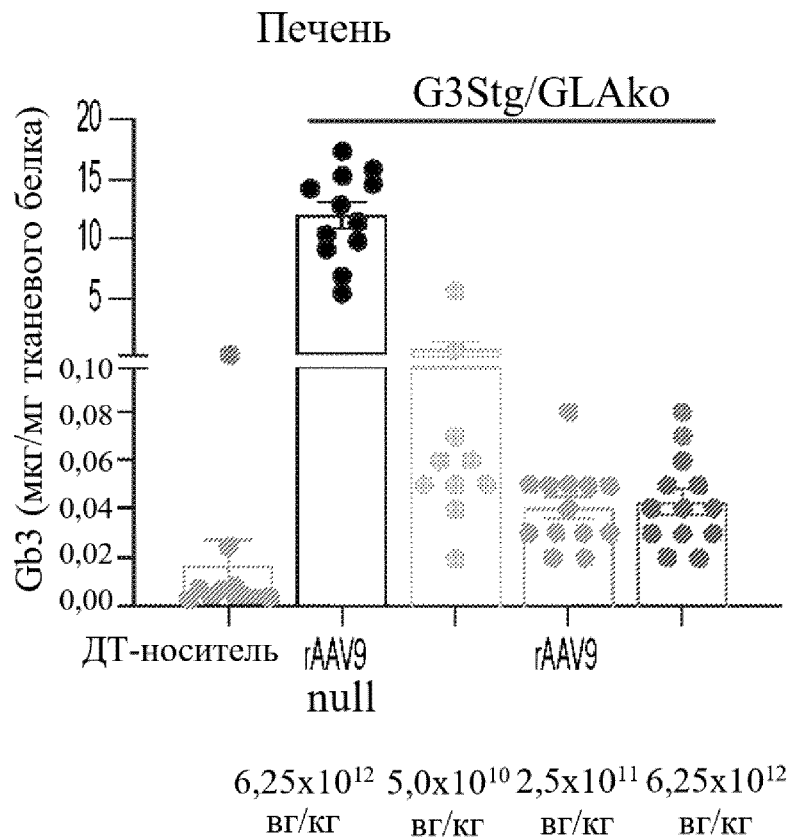 Печень
G3Stg/GLAko
Gb3 (мкг/мг тканевого белка)
20
15
10
5
0,10
0,08
0,06
0,04
0,02
0,00
ДТ-носитель rAAV9 rAAV9
null
6,25x10¹² 5,0x10¹⁰ 2,5x10¹¹ 6,25x10¹²
вг/кг вг/кг вг/кг вг/кг